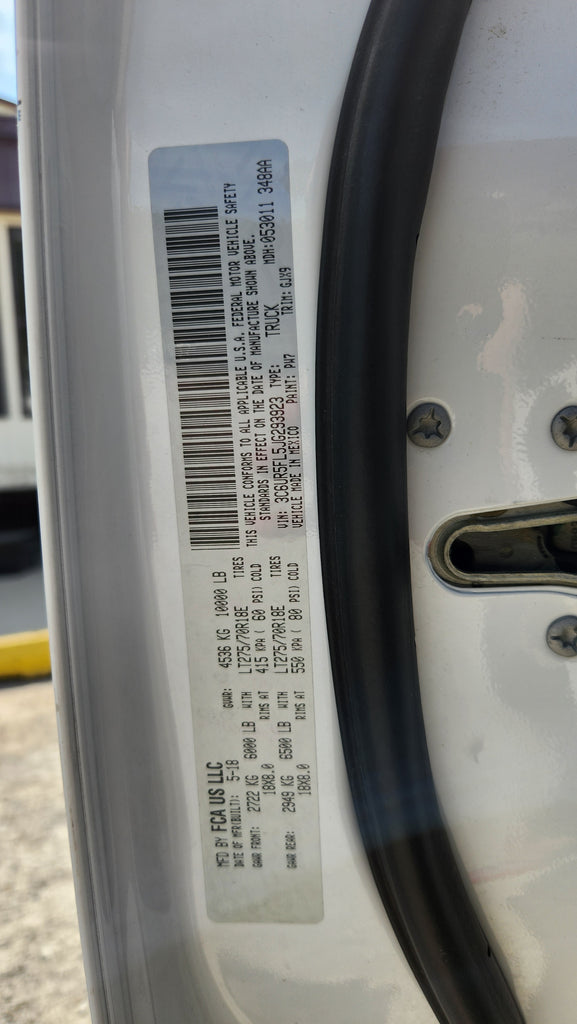 MFD BY FCA US LLC
DATE OF MFR(BUILT): 5-18 GVWR: 4536 KG 10000 LB
GAWR FRONT: 2722 KG 6000 LB WITH LT275/70R18E TIRES
18X8.0 RIMS AT 415 KPA ( 60 PSI) COLD
GAWR REAR: 2949 KG 6500 LB WITH LT275/70R18E TIRES
18X8.0 RIMS AT 550 KPA ( 80 PSI) COLD
THIS VEHICLE CONFORMS TO ALL APPLICABLE U.S.A. FEDERAL MOTOR VEHICLE SAFETY
STANDARDS IN EFFECT ON THE DATE OF MANUFACTURE SHOWN ABOVE.
VIN: 3C6UR5FL5JG293923 TYPE: TRUCK MDH:053011 348AA
VEHICLE MADE IN MEXICO PAINT: PW7 TRIM: GJX9